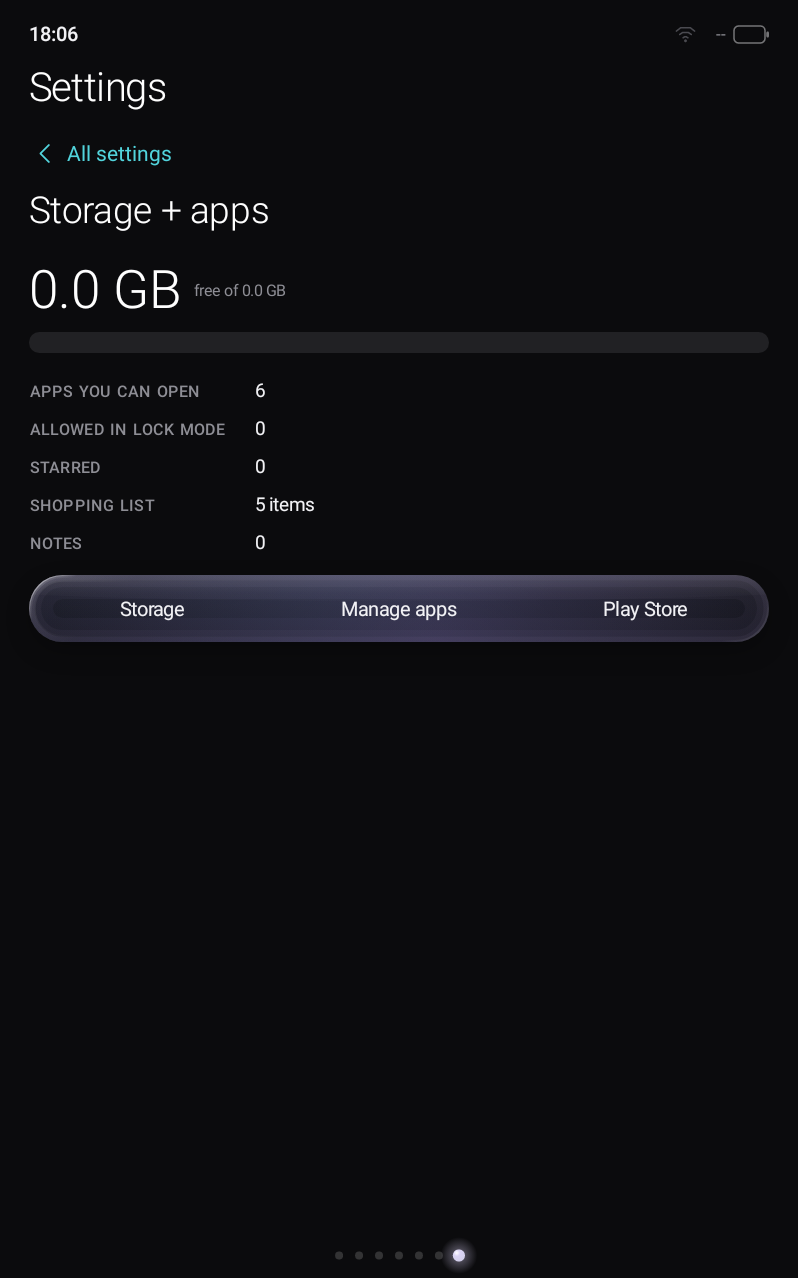 18:06 --
Settings
All settings
Storage + apps
0.0 GB free of 0.0 GB
APPS YOU CAN OPEN 6
ALLOWED IN LOCK MODE 0
STARRED 0
SHOPPING LIST 5 items
NOTES 0
Storage Manage apps Play Store